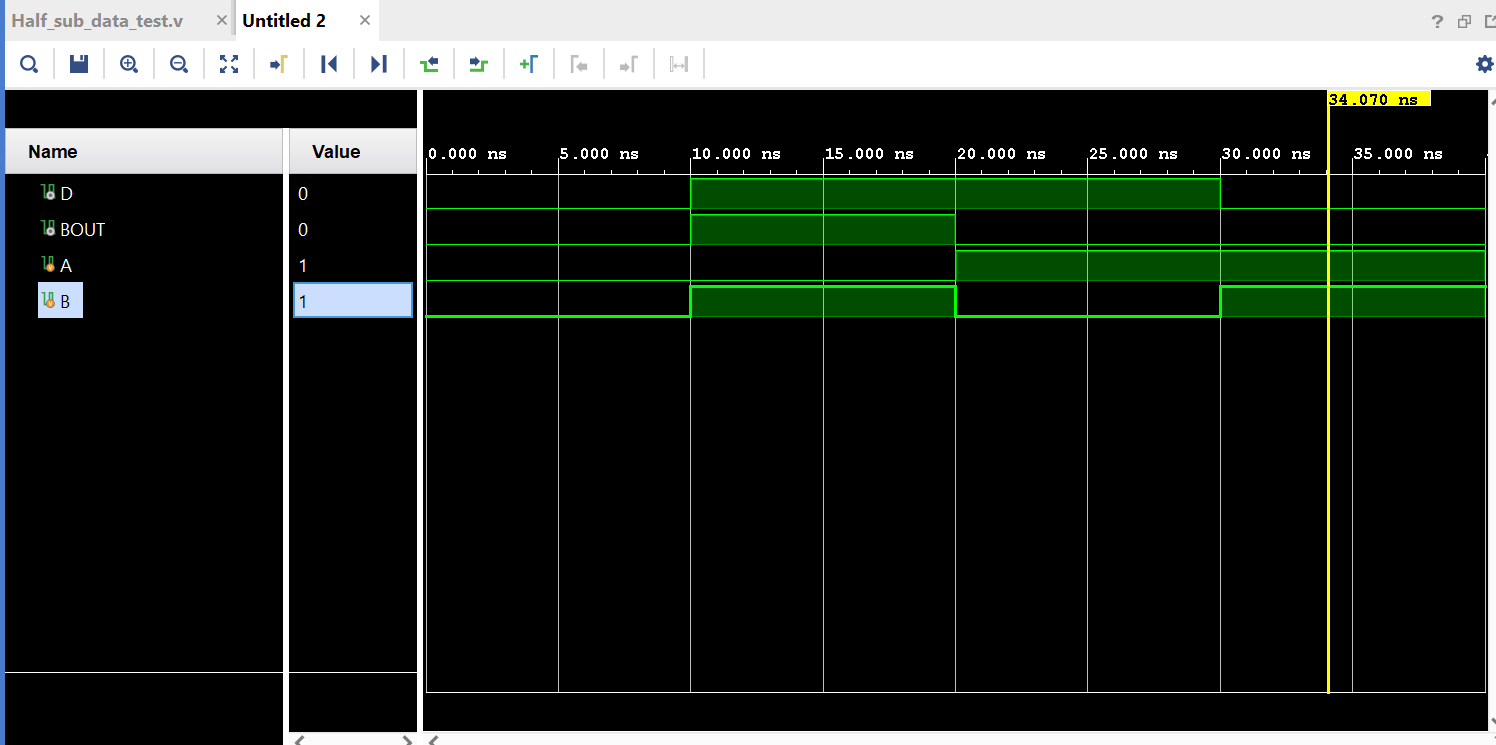 Half_sub_data_test.v × Untitled 2 × ?
34.070 ns
Name Value 0.000 ns 5.000 ns 10.000 ns 15.000 ns 20.000 ns 25.000 ns 30.000 ns 35.000 ns
D 0
BOUT 0
A 1
B 1